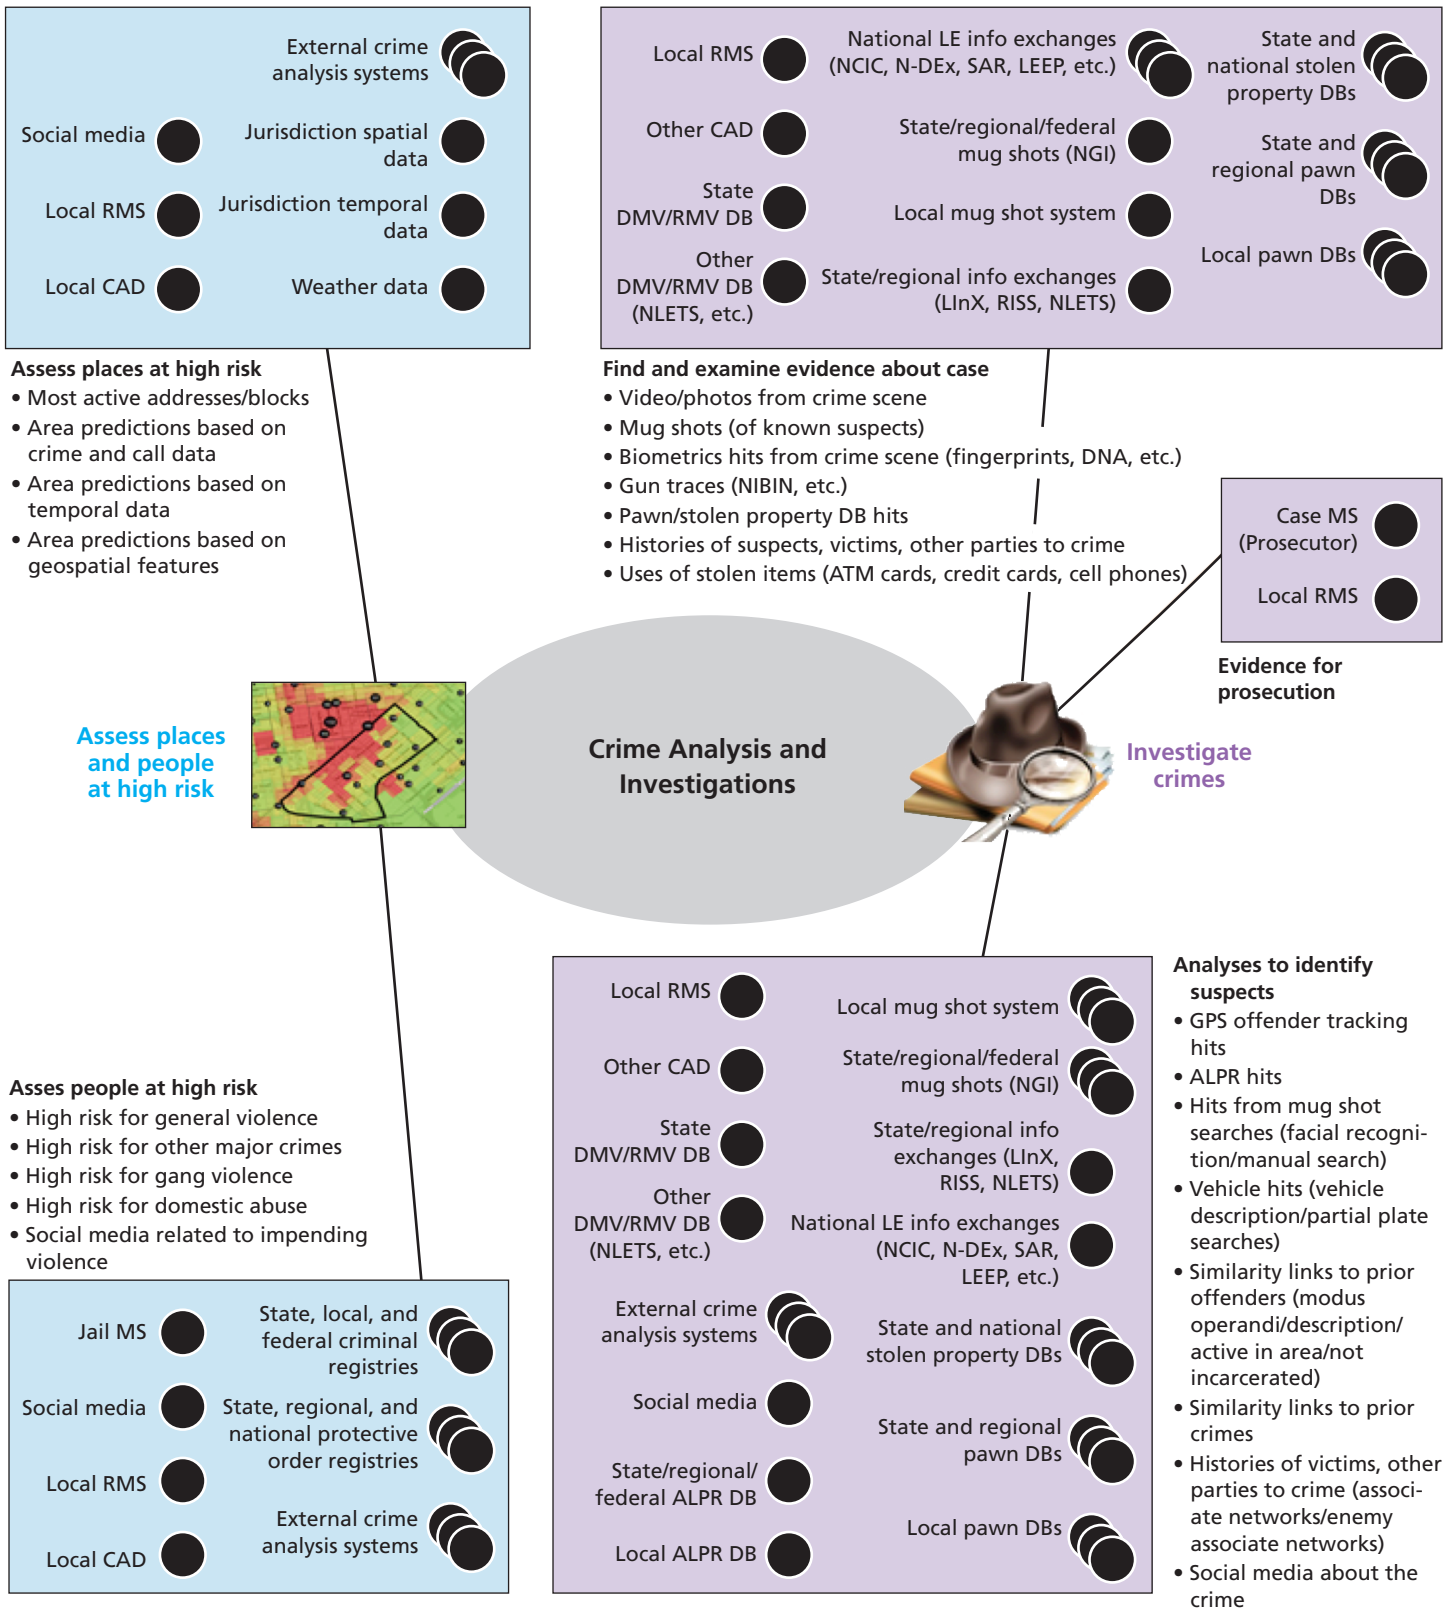 External crime
analysis systems
Social media
Jurisdiction spatial
data
Local RMS
Jurisdiction temporal
data
Local CAD
Weather data
Assess places at high risk
• Most active addresses/blocks
• Area predictions based on
crime and call data
• Area predictions based on
temporal data
• Area predictions based on
geospatial features
Local RMS
Other CAD
State
DMV/RMV DB
Other
DMV/RMV DB
(NLETS, etc.)
National LE info exchanges
(NCIC, N-DEx, SAR, LEEP, etc.)
State/regional/federal
mug shots (NGI)
Local mug shot system
State/regional info exchanges
(LInX, RISS, NLETS)
State and
national stolen
property DBs
State and
regional pawn
DBs
Local pawn DBs
Find and examine evidence about case
• Video/photos from crime scene
• Mug shots (of known suspects)
• Biometrics hits from crime scene (fingerprints, DNA, etc.)
• Gun traces (NIBIN, etc.)
• Pawn/stolen property DB hits
• Histories of suspects, victims, other parties to crime
• Uses of stolen items (ATM cards, credit cards, cell phones)
Case MS
(Prosecutor)
Local RMS
Evidence for
prosecution
Assess places
and people
at high risk
Crime Analysis and
Investigations
Investigate
crimes
Asses people at high risk
• High risk for general violence
• High risk for other major crimes
• High risk for gang violence
• High risk for domestic abuse
• Social media related to impending
violence
Jail MS
Social media
Local RMS
Local CAD
State, local, and
federal criminal
registries
State, regional, and
national protective
order registries
External crime
analysis systems
Local RMS
Other CAD
State
DMV/RMV DB
Other
DMV/RMV DB
(NLETS, etc.)
External crime
analysis systems
Social media
State/regional/
federal ALPR DB
Local ALPR DB
Local mug shot system
State/regional/federal
mug shots (NGI)
State/regional info
exchanges (LInX,
RISS, NLETS)
National LE info exchanges
(NCIC, N-DEx, SAR,
LEEP, etc.)
State and national
stolen property DBs
State and regional
pawn DBs
Local pawn DBs
Analyses to identify
suspects
• GPS offender tracking
hits
• ALPR hits
• Hits from mug shot
searches (facial recogni-
tion/manual search)
• Vehicle hits (vehicle
description/partial plate
searches)
• Similarity links to prior
offenders (modus
operandi/description/
active in area/not
incarcerated)
• Similarity links to prior
crimes
• Histories of victims, other
parties to crime (associ-
ate networks/enemy
associate networks)
• Social media about the
crime